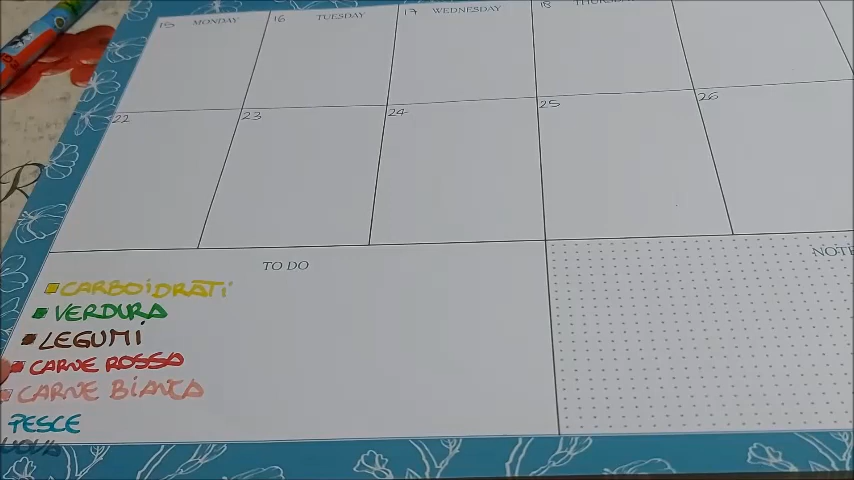 15 MONDAY 16 TUESDAY 17 WEDNESDAY 18
22 23 24 25 26
TO DO
CARBOIDRATI
VERDURA
LEGUMI
CARNE ROSSA
CARNE BIANCA
PESCE
UOVA